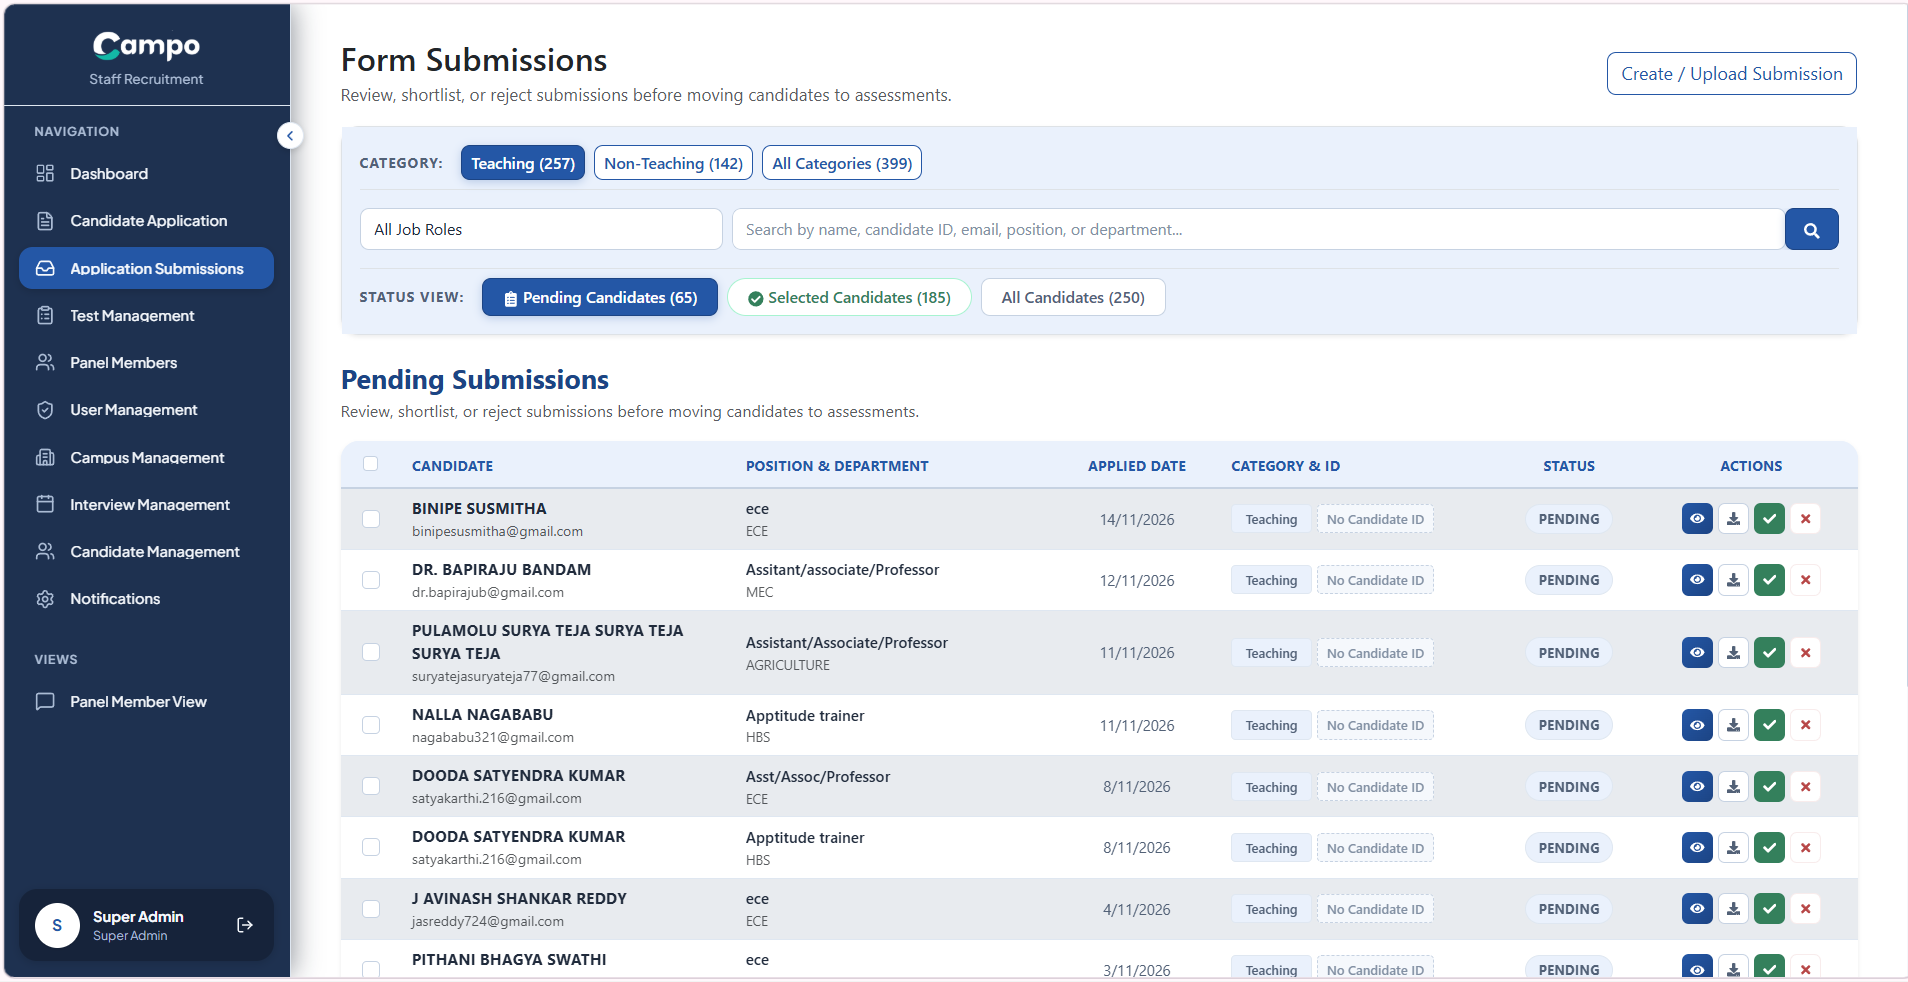 Campo
Staff Recruitment
NAVIGATION
Dashboard
Candidate Application
Application Submissions
Test Management
Panel Members
User Management
Campus Management
Interview Management
Candidate Management
Notifications
VIEWS
Panel Member View
S
Super Admin
Super Admin
Form Submissions
Review, shortlist, or reject submissions before moving candidates to assessments.
Create / Upload Submission
CATEGORY: Teaching (257) Non-Teaching (142) All Categories (399)
All Job Roles Search by name, candidate ID, email, position, or department...
STATUS VIEW: Pending Candidates (65) Selected Candidates (185) All Candidates (250)
Pending Submissions
Review, shortlist, or reject submissions before moving candidates to assessments.
CANDIDATE POSITION & DEPARTMENT APPLIED DATE CATEGORY & ID STATUS ACTIONS
BINIPE SUSMITHA ece
binipesusmitha@gmail.com ECE
14/11/2026 Teaching No Candidate ID PENDING
DR. BAPIRAJU BANDAM Assitant/associate/Professor
dr.bapirajub@gmail.com MEC
12/11/2026 Teaching No Candidate ID PENDING
PULAMOLU SURYA TEJA SURYA TEJA
SURYA TEJA
suryatejasuryateja77@gmail.com
Assistant/Associate/Professor
AGRICULTURE
11/11/2026 Teaching No Candidate ID PENDING
NALLA NAGABABU Apptitude trainer
nagababu321@gmail.com HBS
11/11/2026 Teaching No Candidate ID PENDING
DOODA SATYENDRA KUMAR Asst/Assoc/Professor
satyakarthi.216@gmail.com ECE
8/11/2026 Teaching No Candidate ID PENDING
DOODA SATYENDRA KUMAR Apptitude trainer
satyakarthi.216@gmail.com HBS
8/11/2026 Teaching No Candidate ID PENDING
J AVINASH SHANKAR REDDY ece
jasreddy724@gmail.com ECE
4/11/2026 Teaching No Candidate ID PENDING
PITHANI BHAGYA SWATHI ece
3/11/2026 Teaching No Candidate ID PENDING